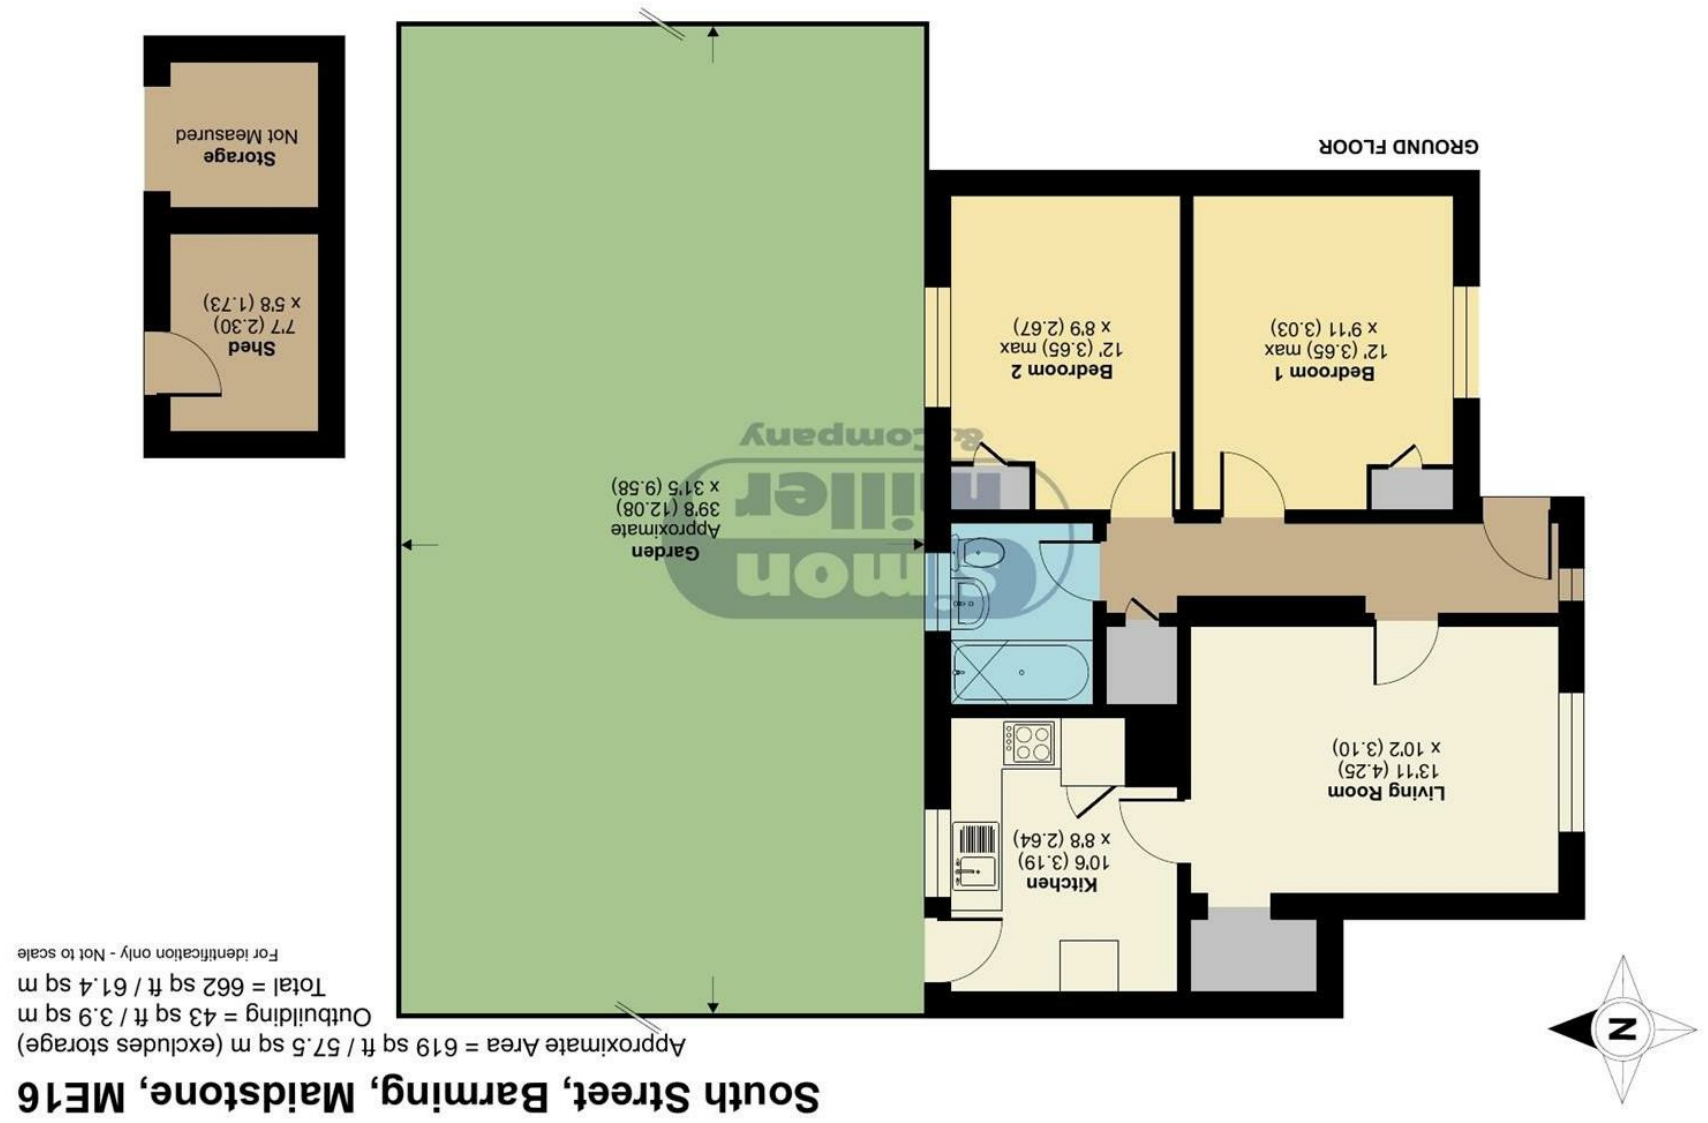 South Street, Barming, Maidstone, ME16
Approximate Area = 619 sq ft / 57.5 sq m (excludes storage)
Outbuilding = 43 sq ft / 3.9 sq m
Total = 662 sq ft / 61.4 sq m
For identification only - Not to scale
N
Kitchen
10'6 (3.19)
x 8'8 (2.64)
Living Room
13'11 (4.25)
x 10'2 (3.10)
Garden
Approximate
39'8 (12.08)
x 31'5 (9.58)
Simon
miller
& Company
Bedroom 1
12' (3.65) max
x 9'11 (3.03)
Bedroom 2
12' (3.65) max
x 8'9 (2.67)
Shed
7'7 (2.30)
x 5'8 (1.73)
Storage
Not Measured
GROUND FLOOR